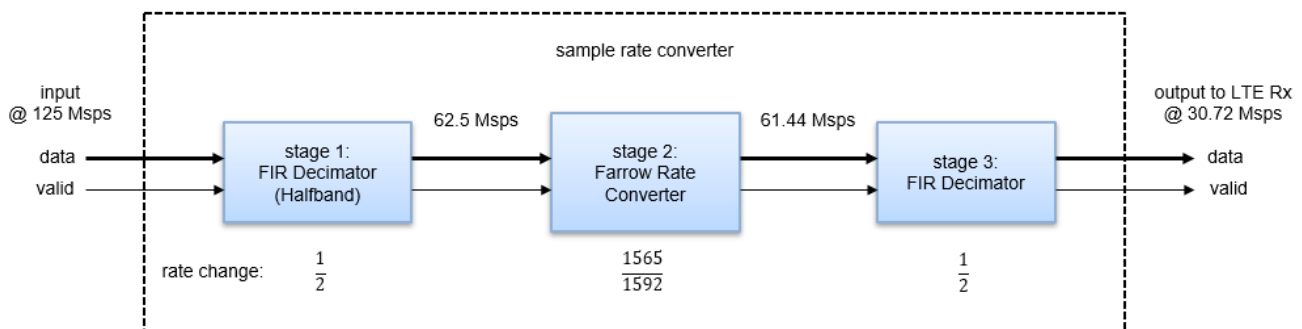 sample rate converter
input
@ 125 Msps
output to LTE Rx
@ 30.72 Msps
62.5 Msps
61.44 Msps
data
valid
stage 1:
FIR Decimator
(Halfband)
stage 2:
Farrow Rate
Converter
stage 3:
FIR Decimator
data
valid
rate change:
1
2
1565
1592
1
2